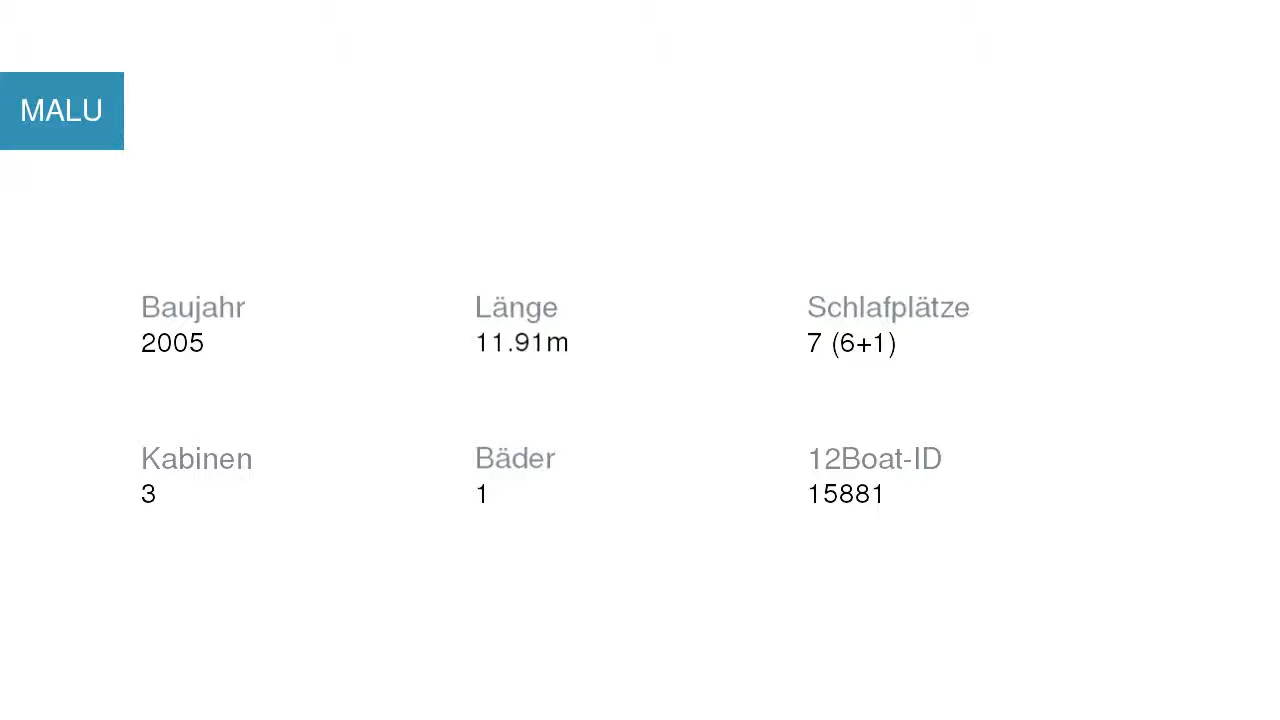 MALU
Baujahr
2005
Länge
11.91m
Schlafplätze
7 (6+1)
Kabinen
3
Bäder
1
12Boat-ID
15881